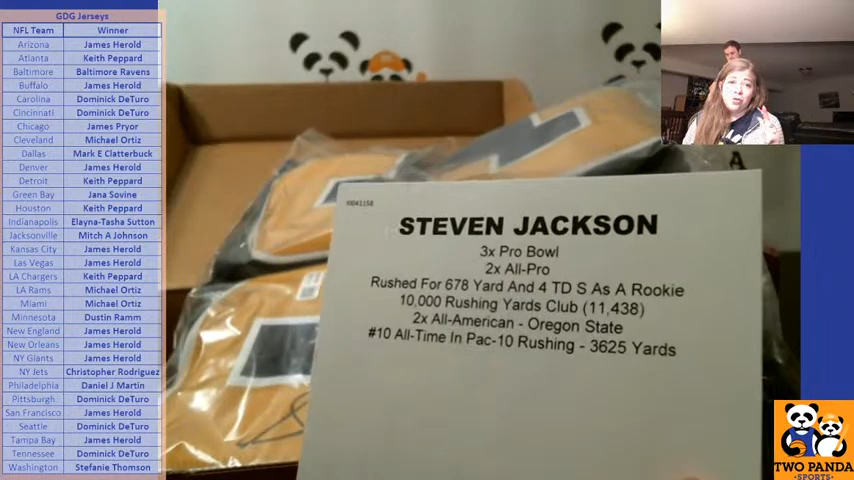 GDG Jerseys
NFL Team Winner
Arizona James Herold
Atlanta Keith Peppard
Baltimore Baltimore Ravens
Buffalo James Herold
Carolina Dominick DeTuro
Cincinnati Dominick DeTuro
Chicago James Pryor
Cleveland Michael Ortiz
Dallas Mark E Clatterbuck
Denver James Herold
Detroit Keith Peppard
Green Bay Jana Sovine
Houston Keith Peppard
Indianapolis Elayna-Tasha Sutton
Jacksonville Mitch A Johnson
Kansas City James Herold
Las Vegas James Herold
LA Chargers Keith Peppard
LA Rams Michael Ortiz
Miami Michael Ortiz
Minnesota Dustin Ramm
New England James Herold
New Orleans James Herold
NY Giants James Herold
NY Jets Christopher Rodriguez
Philadelphia Daniel J Martin
Pittsburgh Dominick DeTuro
San Francisco James Herold
Seattle Dominick DeTuro
Tampa Bay James Herold
Tennessee Dominick DeTuro
Washington Stefanie Thomson
STEVEN JACKSON
3x Pro Bowl
2x All-Pro
Rushed For 678 Yard And 4 TD S As A Rookie
10,000 Rushing Yards Club (11,438)
2x All-American - Oregon State
#10 All-Time In Pac-10 Rushing - 3625 Yards
TWO PANDA
SPORTS